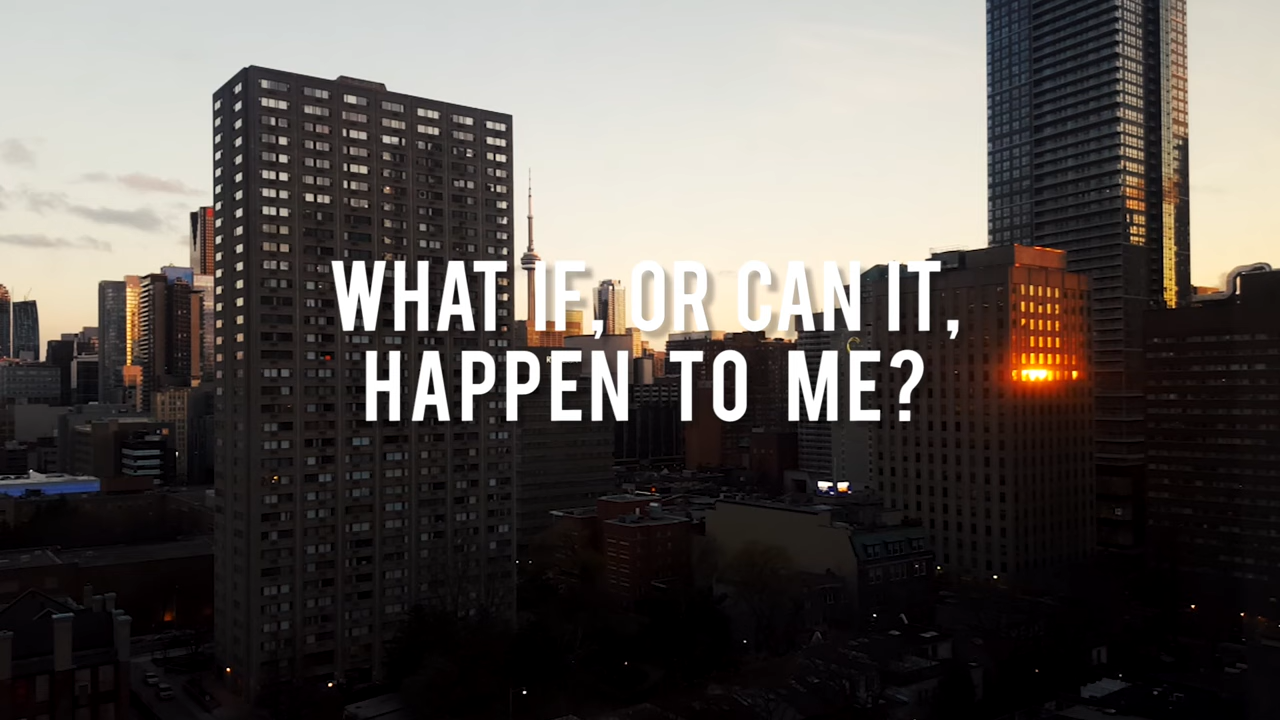 WHAT IF, OR CAN IT,
HAPPEN TO ME?